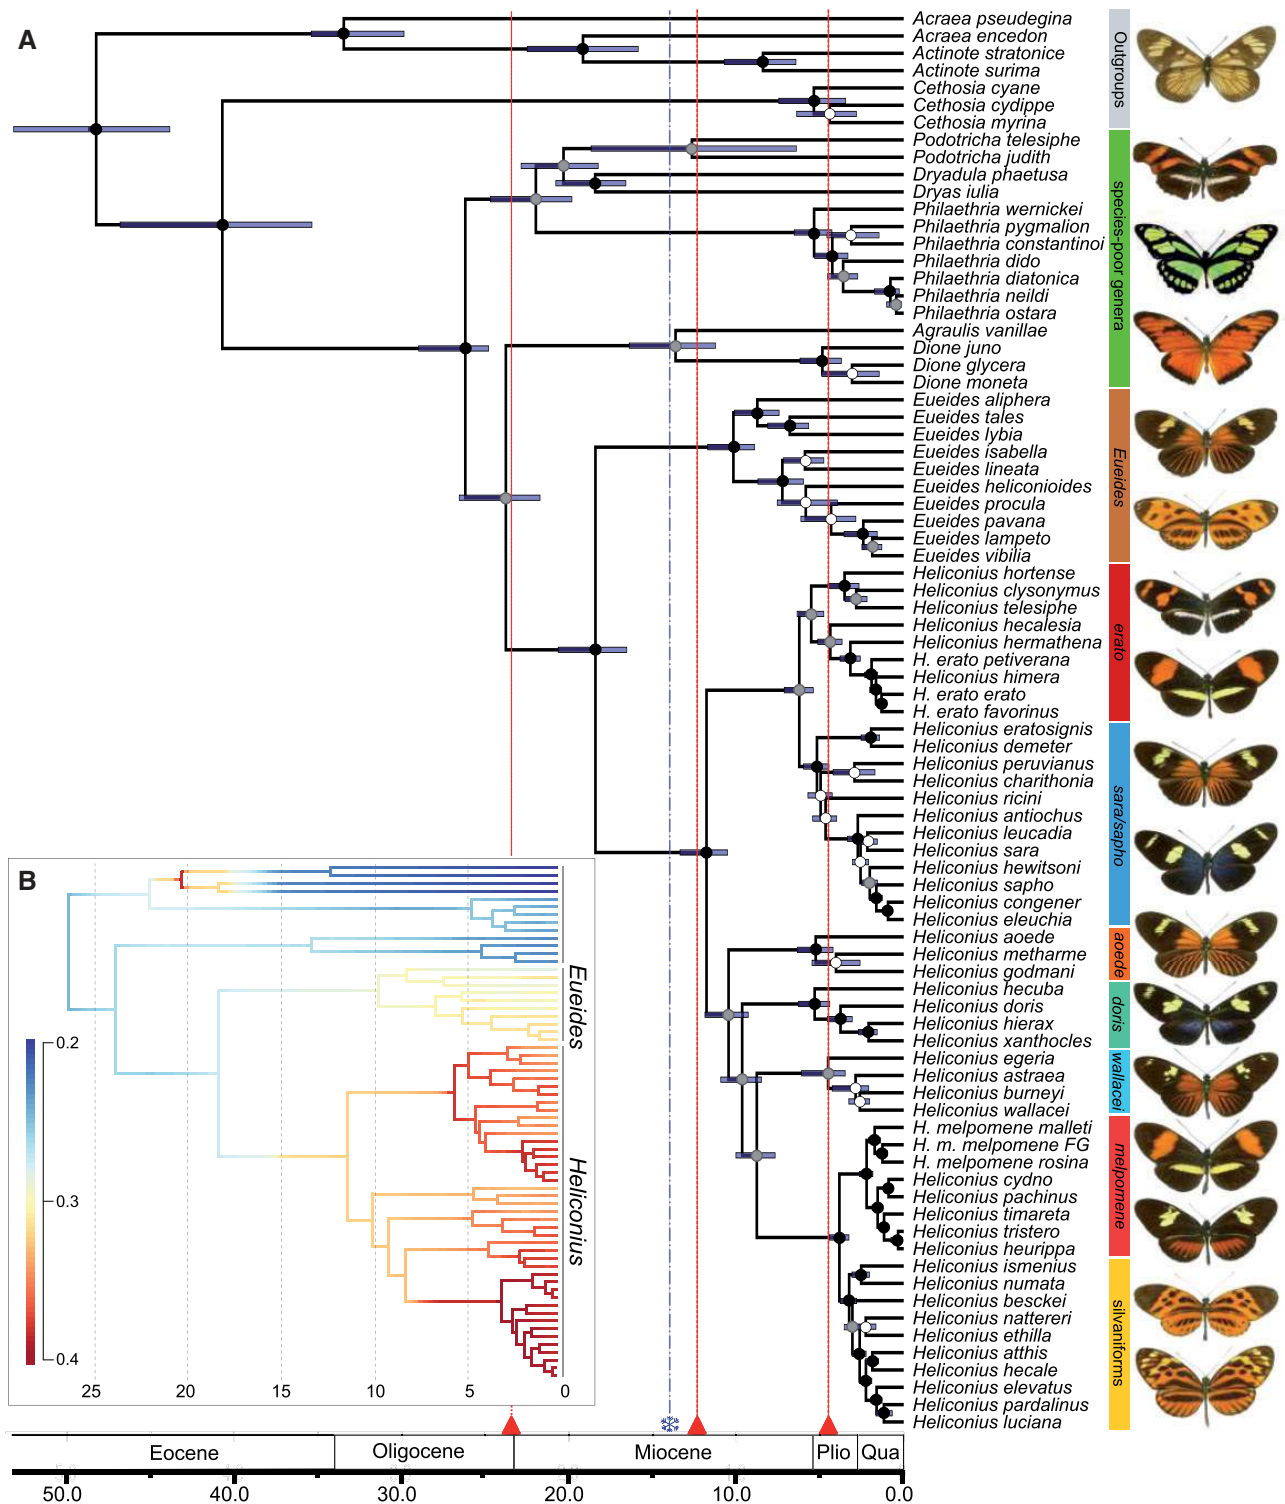 A
Acraea pseudegina
Acraea encedon
Actinote stratonice
Actinote surima
Cethosia cyane
Cethosia cydippe
Cethosia myrina
Podotricha telesiphe
Podotricha judith
Dryadula phaetusa
Dryas iulia
Philaethria wernickei
Philaethria pygmalion
Philaethria constantinoi
Philaethria dido
Philaethria diatonica
Philaethria neildi
Philaethria ostara
Agraulis vanillae
Dione juno
Dione glycera
Dione moneta
Eueides aliphera
Eueides tales
Eueides lybia
Eueides isabella
Eueides lineata
Eueides heliconioides
Eueides procula
Eueides pavana
Eueides lampeto
Eueides vibilia
Heliconius hortense
Heliconius clysonymus
Heliconius telesiphe
Heliconius hecalesia
Heliconius hermathena
H. erato petiverana
Heliconius himera
H. erato erato
H. erato favorinus
Heliconius eratosignis
Heliconius demeter
Heliconius peruvianus
Heliconius charithonia
Heliconius ricini
Heliconius antiochus
Heliconius leucadia
Heliconius sara
Heliconius hewitsoni
Heliconius sapho
Heliconius congener
Heliconius eleuchia
Heliconius aoede
Heliconius metharme
Heliconius godmani
Heliconius hecuba
Heliconius doris
Heliconius hierax
Heliconius xanthocles
Heliconius egeria
Heliconius astraea
Heliconius burneyi
Heliconius wallacei
H. melpomene malleti
H. m. melpomene FG
H. melpomene rosina
Heliconius cydno
Heliconius pachinus
Heliconius timareta
Heliconius tristero
Heliconius heurippa
Heliconius ismenius
Heliconius numata
Heliconius besckei
Heliconius nattereri
Heliconius ethilla
Heliconius atthis
Heliconius hecale
Heliconius elevatus
Heliconius pardalinus
Heliconius luciana
Outgroups
species-poor genera
Eueides
erato
sara/sapho
aoede
doris
wallacei
melpomene
silvaniforms
B
Eueides
Heliconius
0.2
0.3
0.4
25 20 15 10 5 0
Eocene Oligocene Miocene Plio Qua
50.0 40.0 30.0 20.0 10.0 0.0